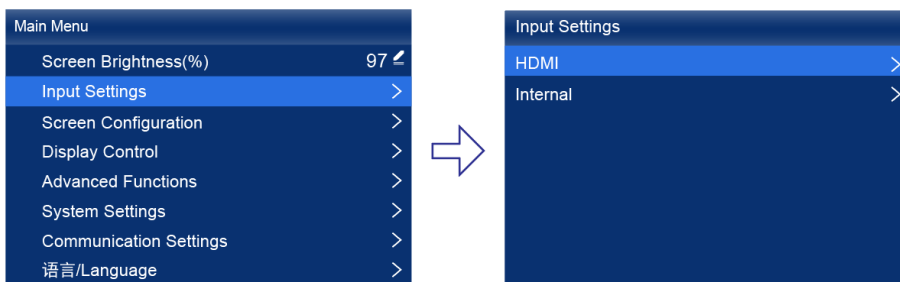 Main Menu
Screen Brightness(%) 97
Input Settings
Screen Configuration
Display Control
Advanced Functions
System Settings
Communication Settings
语言/Language
Input Settings
HDMI
Internal